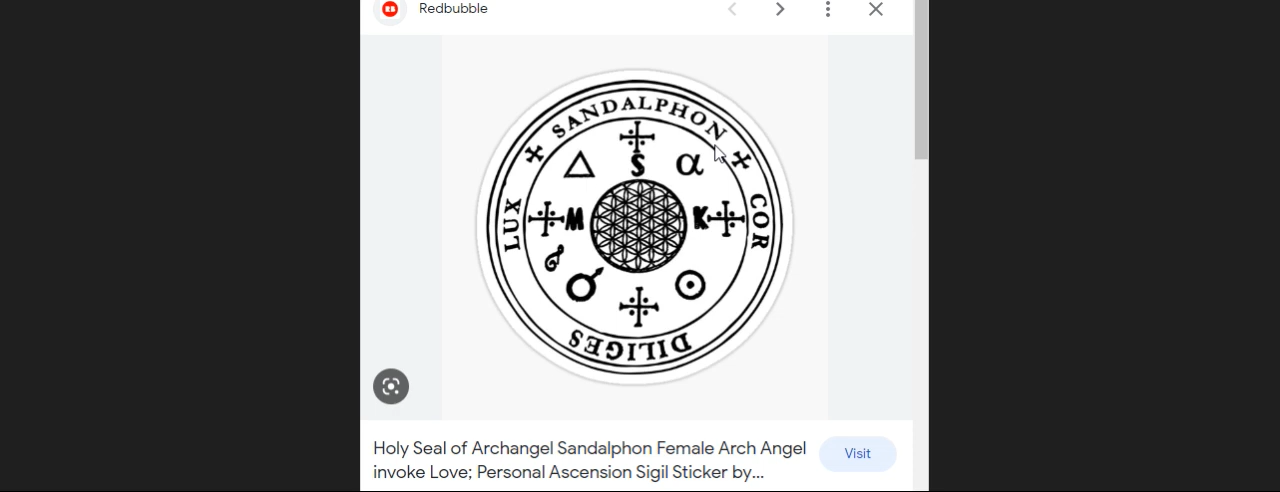 RB Redbubble
✕ SANDALPHON ✕
S
α
LUX
M
K
COR
DILIGES
Holy Seal of Archangel Sandalphon Female Arch Angel
invoke Love; Personal Ascension Sigil Sticker by...
Visit